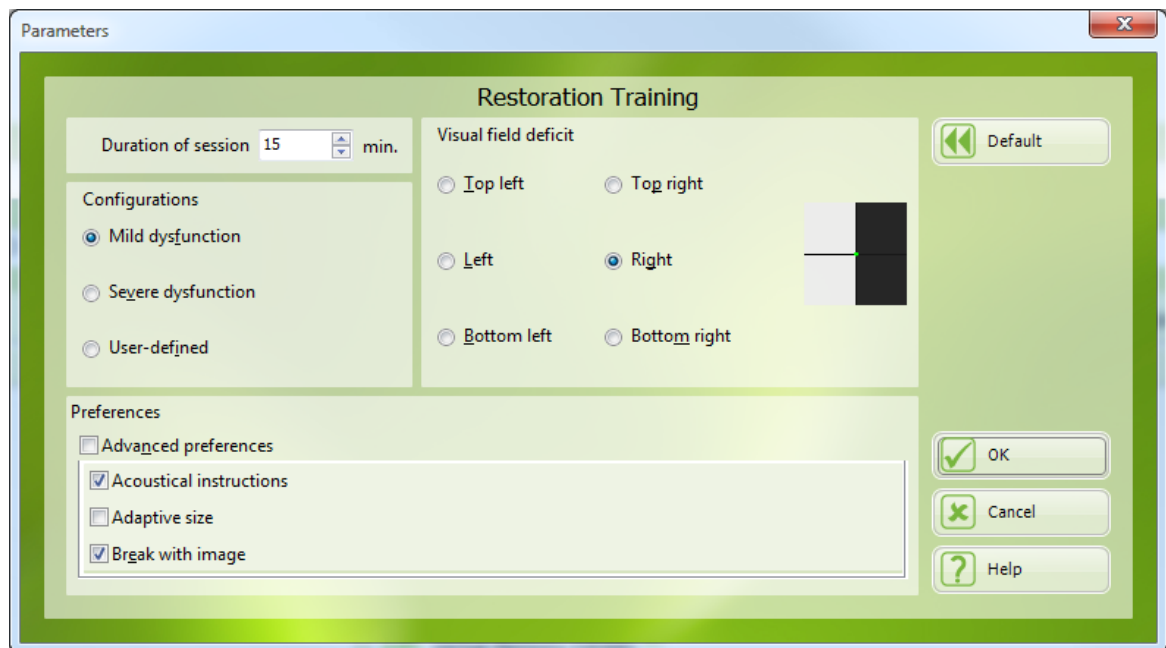 Parameters
Restoration Training
Duration of session 15 min.
Configurations
Mild dysfunction
Severe dysfunction
User-defined
Visual field deficit
Top left Top right
Left Right
Bottom left Bottom right
Preferences
Advanced preferences
Acoustical instructions
Adaptive size
Break with image
Default
OK
Cancel
? Help